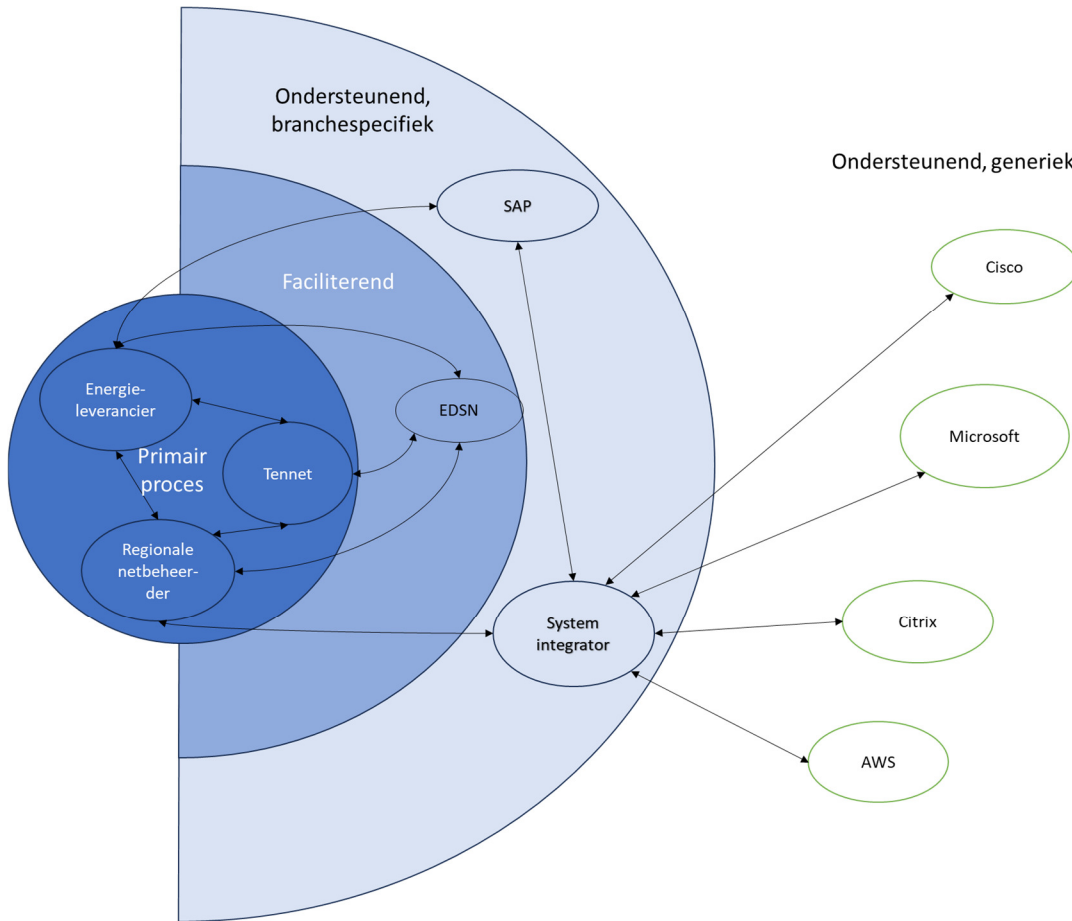 Ondersteunend,
branchespecifiek
Ondersteunend, generiek
SAP
Cisco
Faciliterend
Energie-
leverancier
EDSN
Microsoft
Primair
proces
Tennet
Regionale
netbeheer-
der
System
integrator
Citrix
AWS